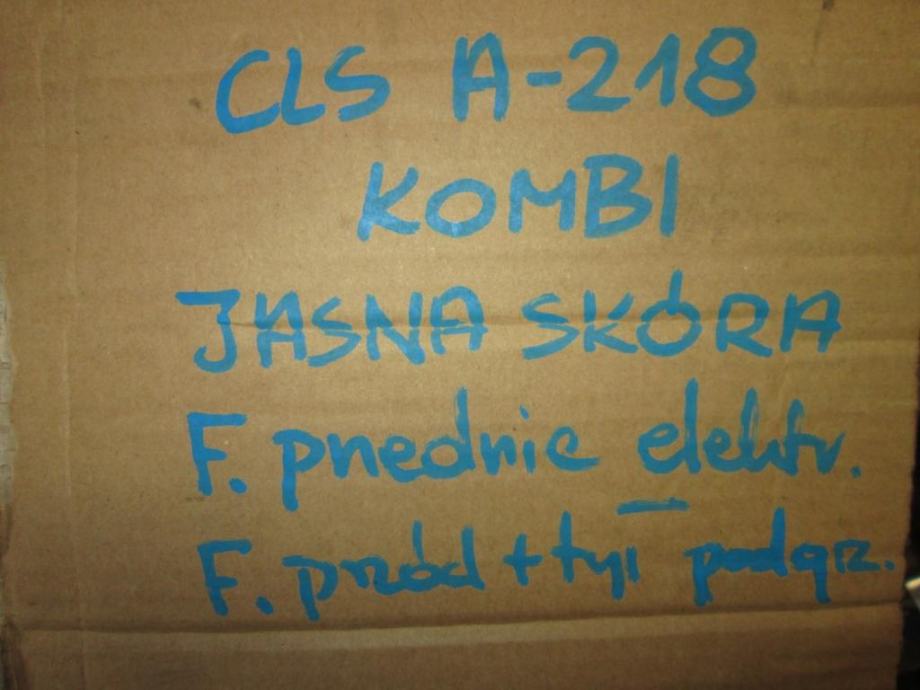 CLS A-218
KOMBI
JASNA SKÓRA
F. przednie elektr.
F. przód + tył podgrz.